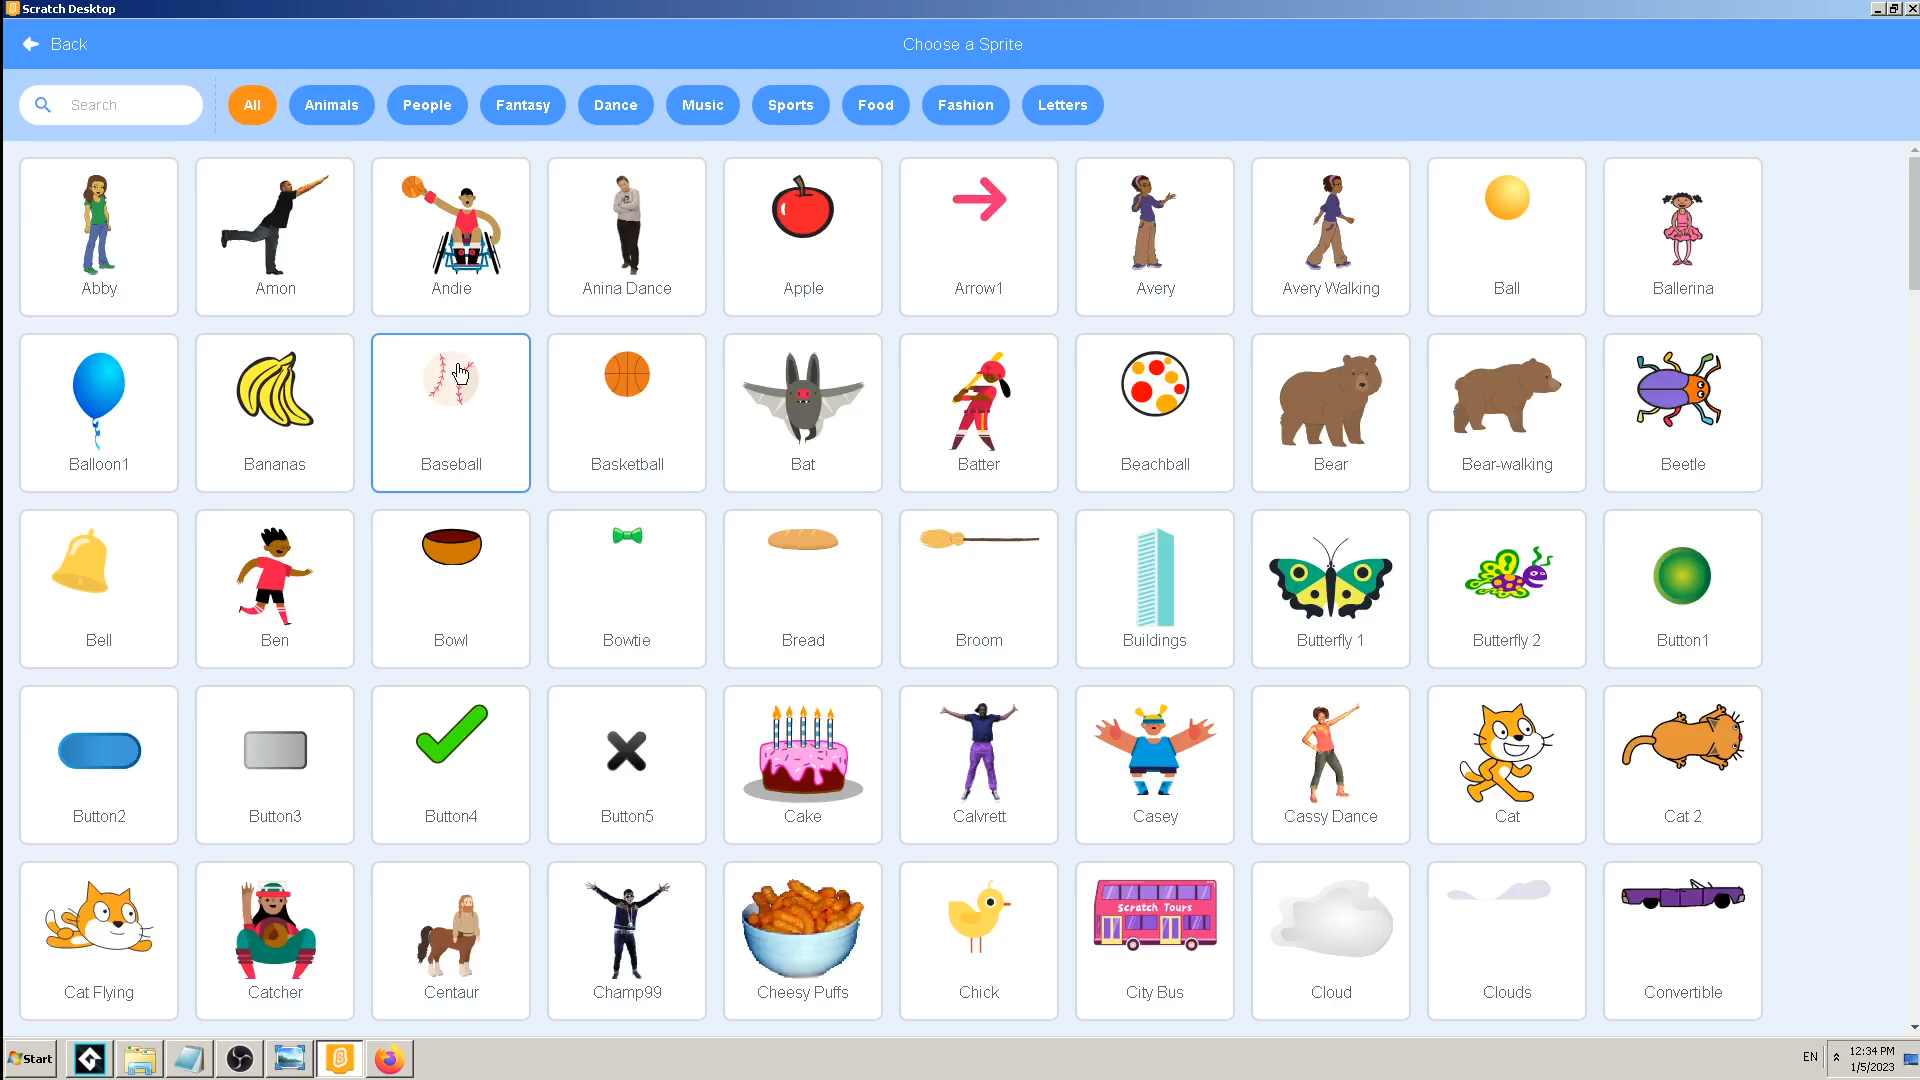 Scratch Desktop
Back
Choose a Sprite
Search
All
Animals
People
Fantasy
Dance
Music
Sports
Food
Fashion
Letters
Abby
Amon
Andie
Anina Dance
Apple
Arrow1
Avery
Avery Walking
Ball
Ballerina
Balloon1
Bananas
Baseball
Basketball
Bat
Batter
Beachball
Bear
Bear-walking
Beetle
Bell
Ben
Bowl
Bowtie
Bread
Broom
Buildings
Butterfly 1
Butterfly 2
Button1
Button2
Button3
Button4
Button5
Cake
Calvrett
Casey
Cassy Dance
Cat
Cat 2
Cat Flying
Catcher
Centaur
Champ99
Cheesy Puffs
Chick
Scratch Tours
City Bus
Cloud
Clouds
Convertible
Start
EN
12:34 PM
1/5/2023